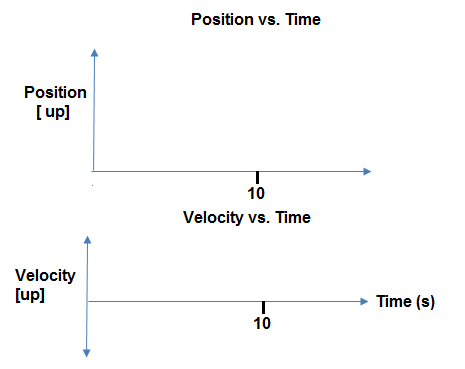 Position vs. Time
Position
[ up]
10
Velocity vs. Time
Velocity
[up]
Time (s)
10